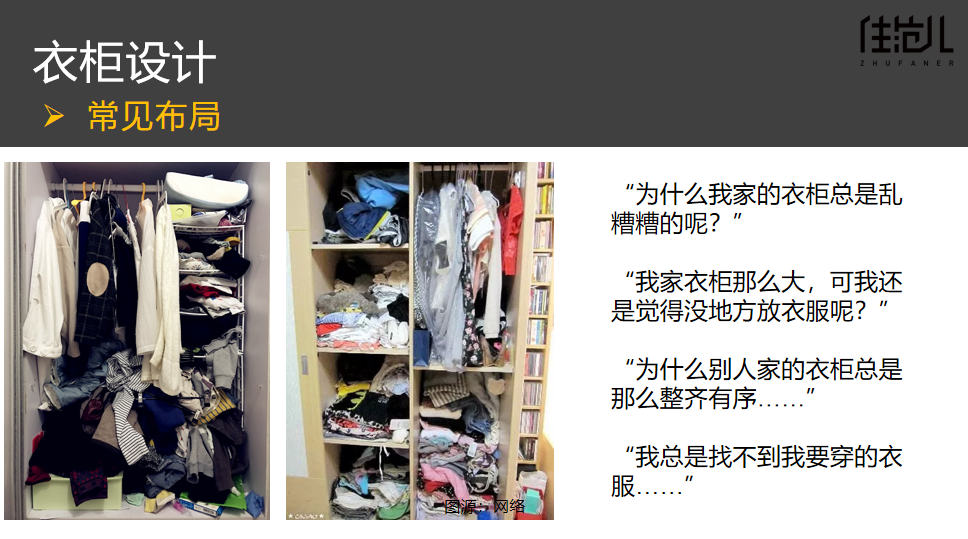 衣柜设计
住范儿
ZHUFANER
➢ 常见布局
“为什么我家的衣柜总是乱
糟糟的呢？”
“我家衣柜那么大，可我还
是觉得没地方放衣服呢？”
“为什么别人家的衣柜总是
那么整齐有序……”
“我总是找不到我要穿的衣
服……”
图源：网络